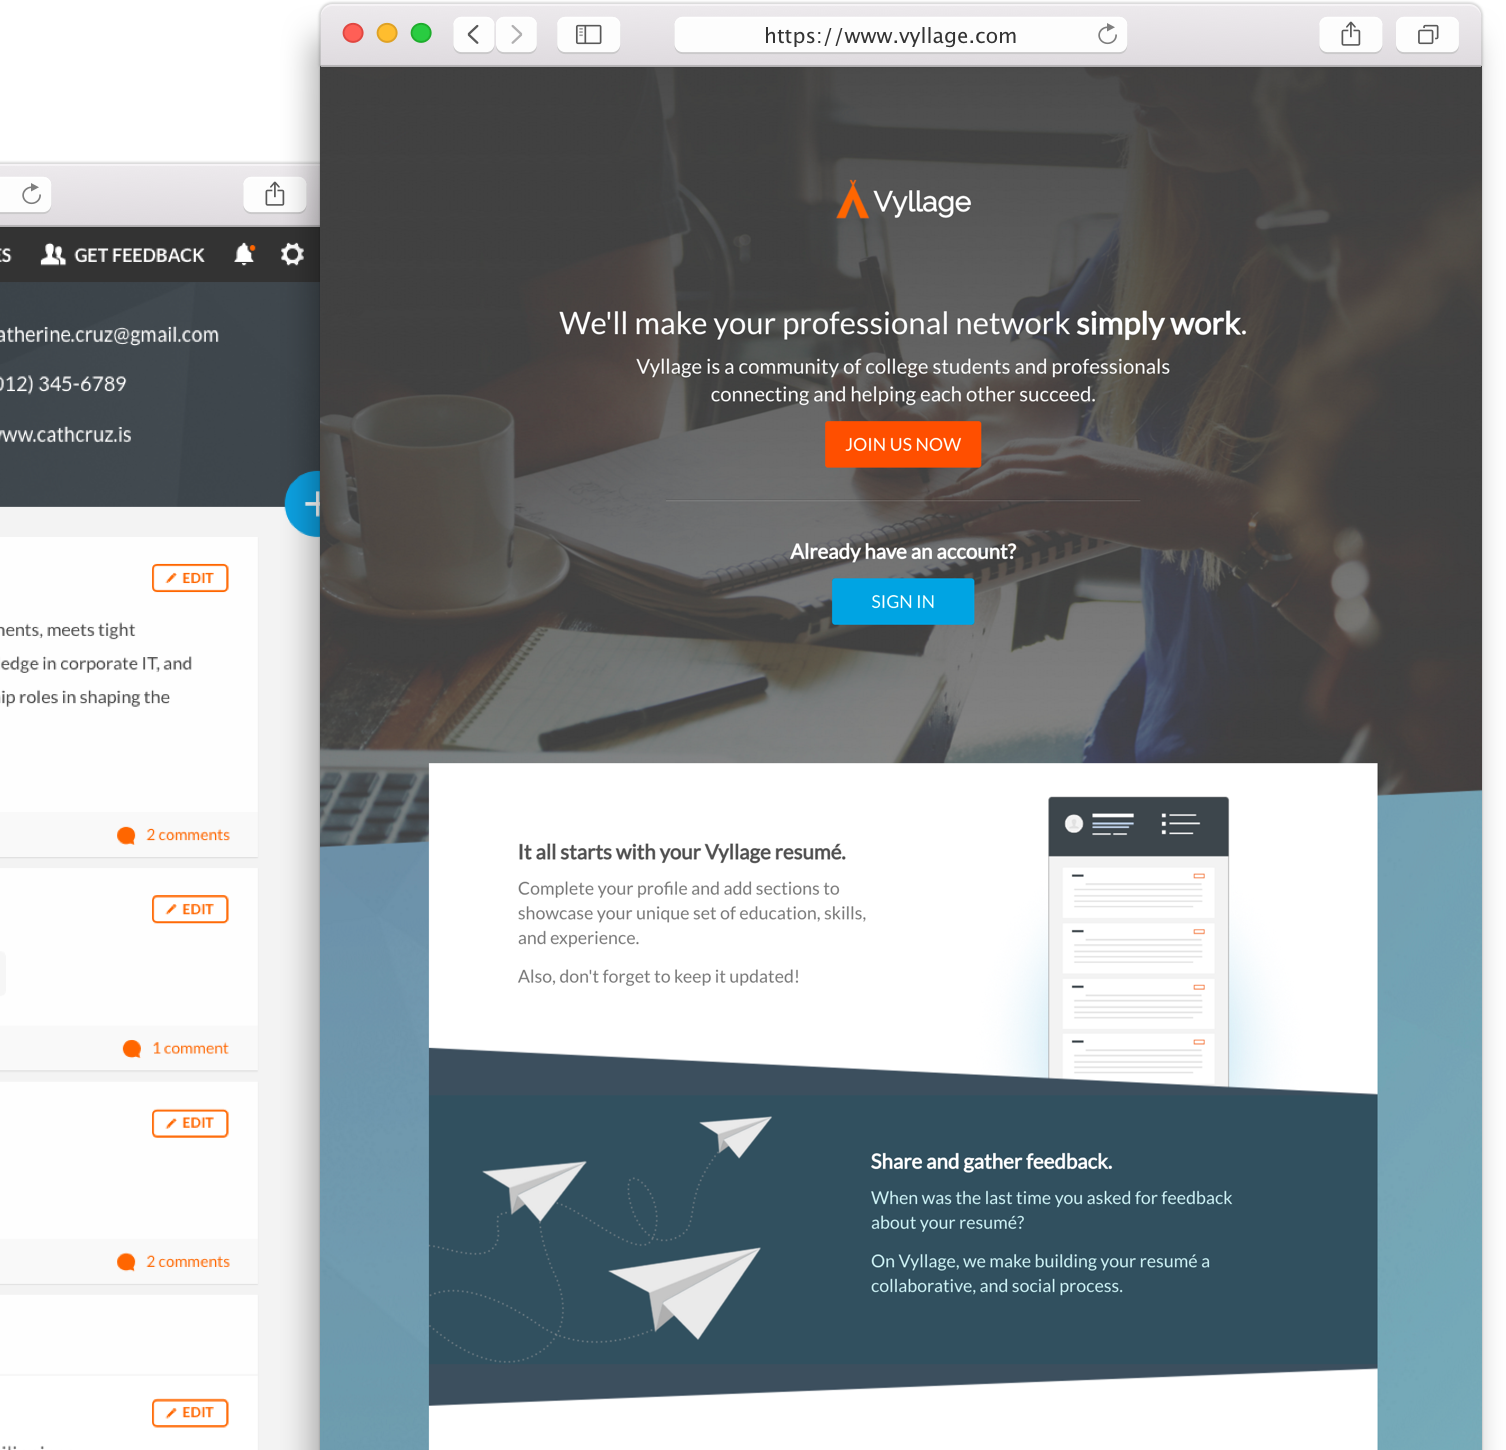 https://www.vyllage.com
Vyllage
We'll make your professional network simply work.
Vyllage is a community of college students and professionals
connecting and helping each other succeed.
JOIN US NOW
Already have an account?
SIGN IN
It all starts with your Vyllage resumé.
Complete your profile and add sections to
showcase your unique set of education, skills,
and experience.
Also, don't forget to keep it updated!
Share and gather feedback.
When was the last time you asked for feedback
about your resumé?
On Vyllage, we make building your resumé a
collaborative, and social process.
GET FEEDBACK
atherine.cruz@gmail.com
012) 345-6789
www.cathcruz.is
EDIT
meets tight
edge in corporate IT, and
roles in shaping the
2 comments
EDIT
1 comment
EDIT
2 comments
EDIT